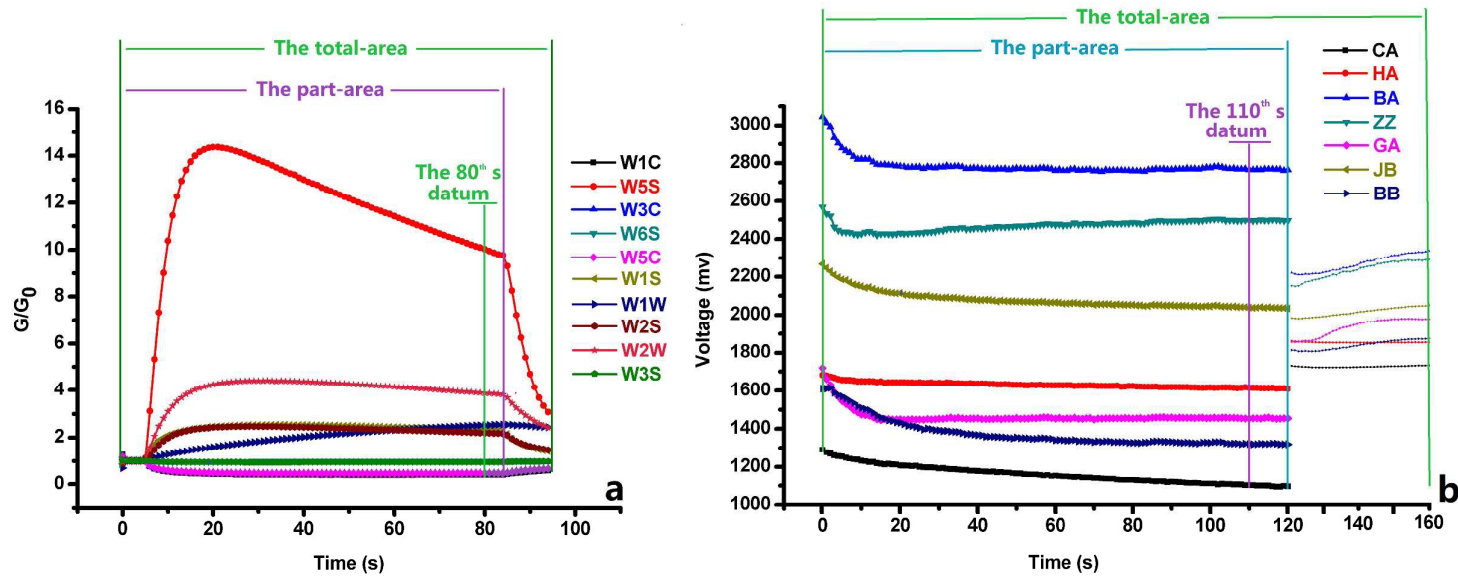 The total-area
The part-area
The 80th s
datum
16
14
12
10
8
6
4
2
0
G/G0
0
20
40
60
80
100
Time (s)
W1C
W5S
W3C
W6S
W5C
W1S
W1W
W2S
W2W
W3S
a
The total-area
The part-area
The 110th s
datum
3000
2800
2600
2400
2200
2000
1800
1600
1400
1200
1000
Voltage (mv)
0
20
40
60
80
100
120
140
160
Time (s)
CA
HA
BA
ZZ
GA
JB
BB
b